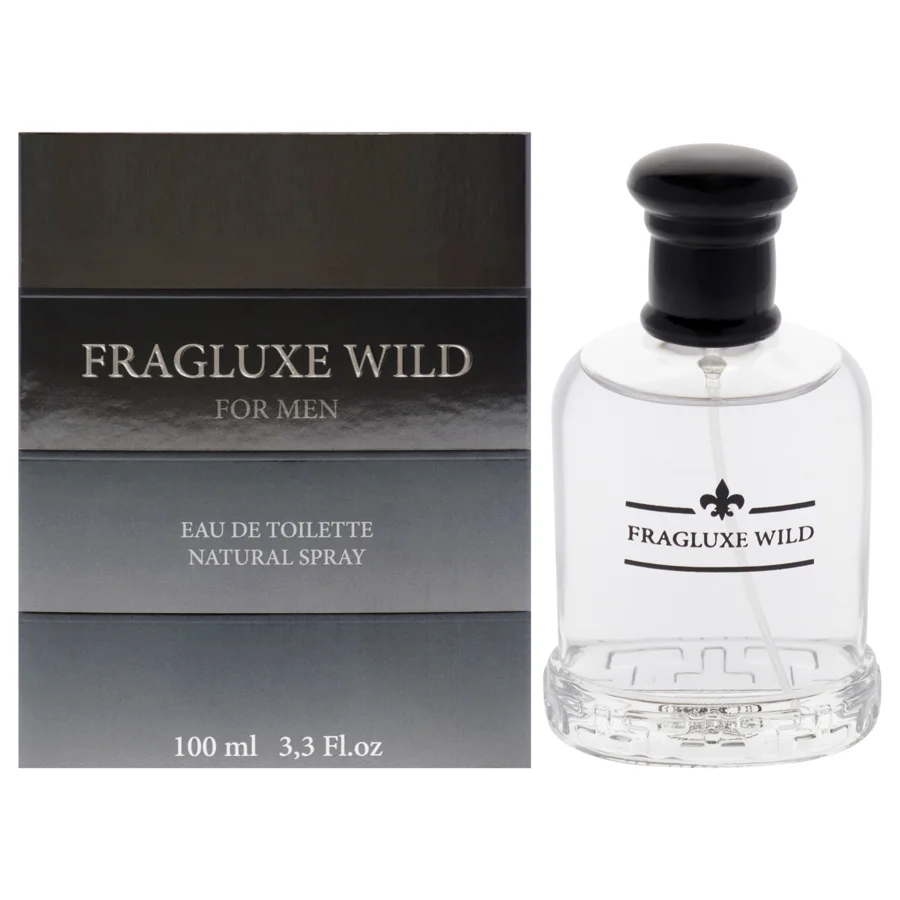 FRAGLUXE WILD
FOR MEN
EAU DE TOILETTE
NATURAL SPRAY
100 ml 3,3 Fl.oz
FRAGLUXE WILD